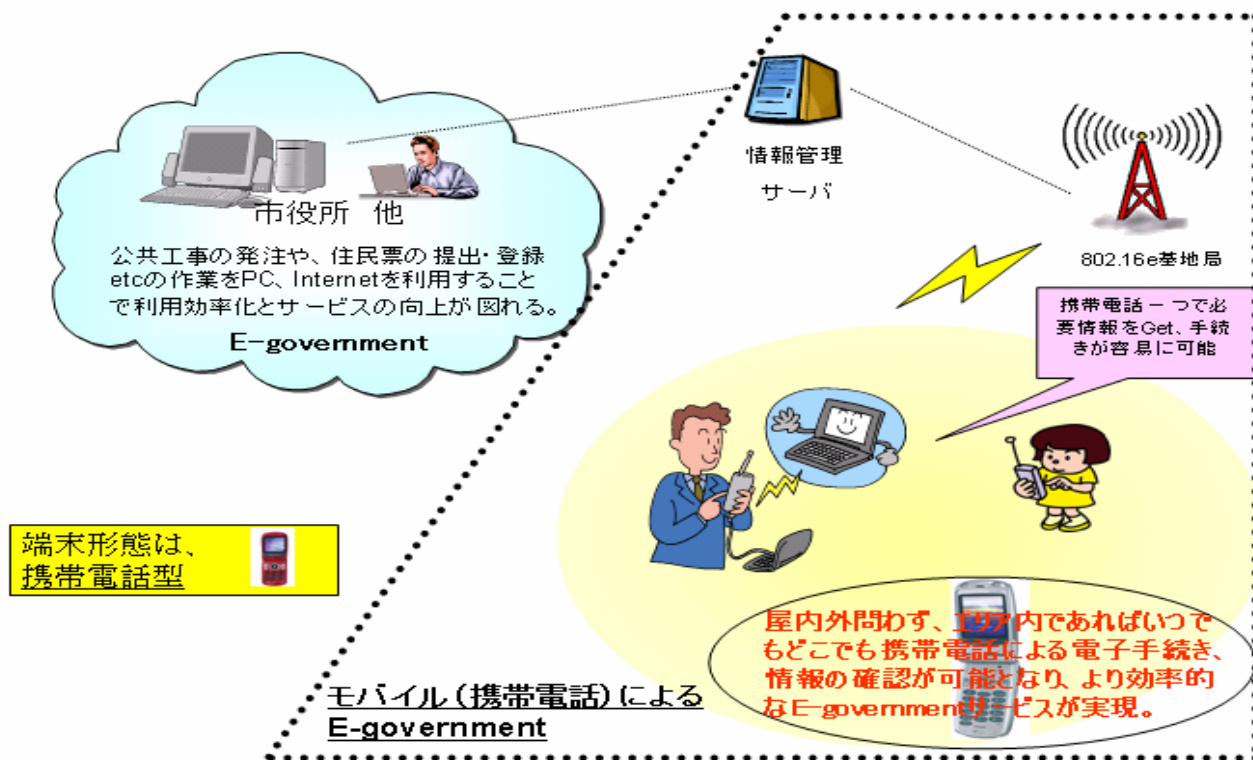 情報管理
サーバ
市役所 他
公共工事の発注や、住民票の提出・登録
etcの作業をPC、Internetを利用すること
で利用効率化とサービスの向上が図れる。
E-government
802.16e基地局
携帯電話一つで必
要情報をGet、手続
きが容易に可能
端末形態は、
携帯電話型
屋内外問わず、エリア内であればいつで
もどこでも携帯電話による電子手続き、
情報の確認が可能となり、より効率的
なE-governmentサービスが実現。
モバイル(携帯電話)による
E-government